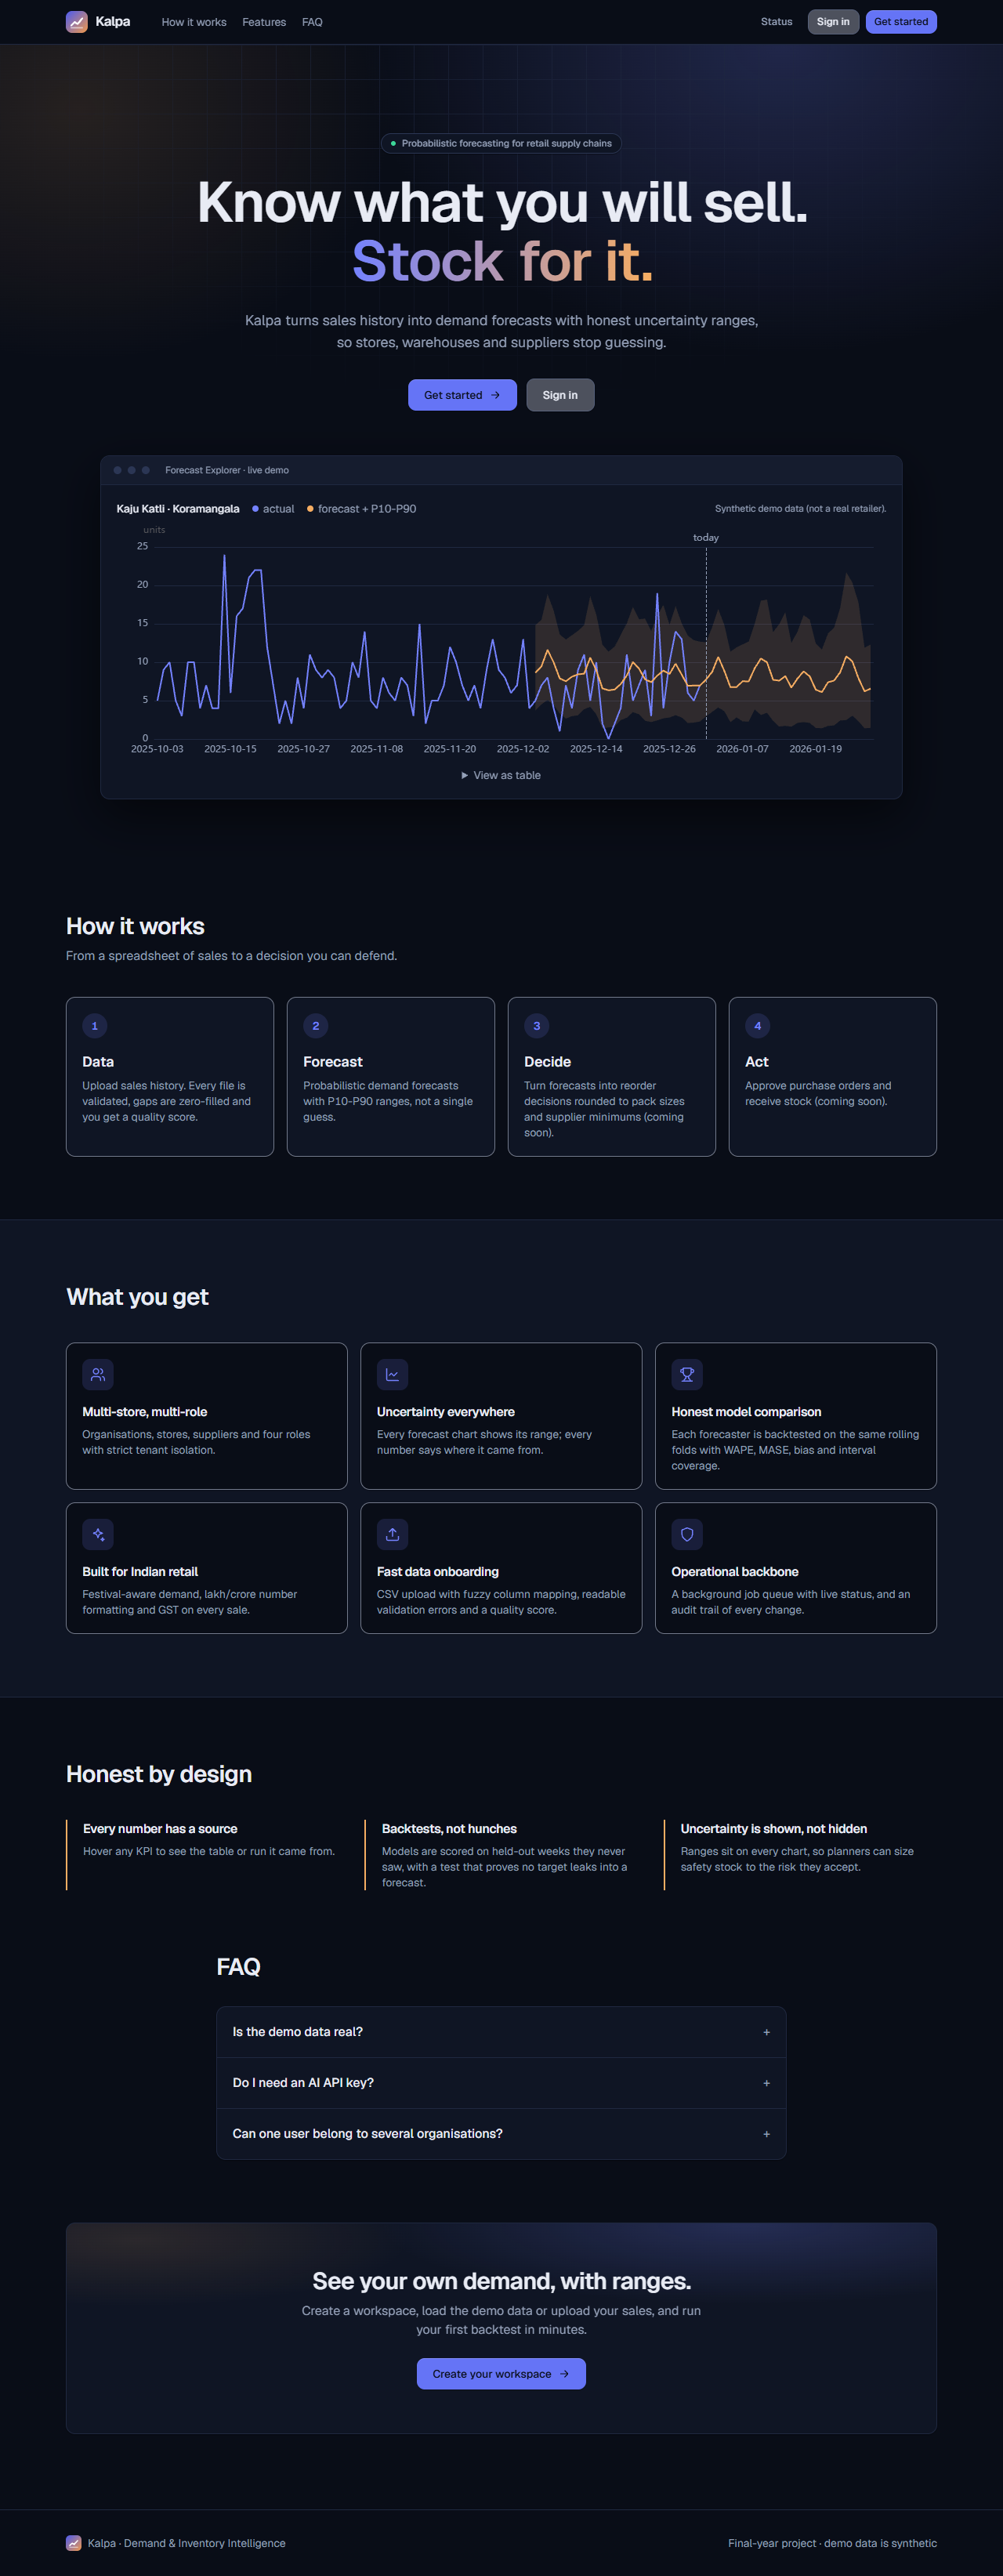 Kalpa
How it works
Features
FAQ
Status
Sign in
Get started
Probabilistic forecasting for retail supply chains
Know what you will sell.
Stock for it.
Kalpa turns sales history into demand forecasts with honest uncertainty ranges,
so stores, warehouses and suppliers stop guessing.
Get started →
Sign in
Forecast Explorer · live demo
Kaju Katli · Koramangala
actual
forecast + P10-P90
Synthetic demo data (not a real retailer).
units
today
25
20
15
10
5
0
2025-10-03
2025-10-15
2025-10-27
2025-11-08
2025-11-20
2025-12-02
2025-12-14
2025-12-26
2026-01-07
2026-01-19
▶ View as table
How it works
From a spreadsheet of sales to a decision you can defend.
1
Data
Upload sales history. Every file is
validated, gaps are zero-filled and
you get a quality score.
2
Forecast
Probabilistic demand forecasts
with P10-P90 ranges, not a single
guess.
3
Decide
Turn forecasts into reorder
decisions rounded to pack sizes
and supplier minimums (coming
soon).
4
Act
Approve purchase orders and
receive stock (coming soon).
What you get
Multi-store, multi-role
Organisations, stores, suppliers and four roles
with strict tenant isolation.
Uncertainty everywhere
Every forecast chart shows its range; every
number says where it came from.
Honest model comparison
Each forecaster is backtested on the same rolling
folds with WAPE, MASE, bias and interval
coverage.
Built for Indian retail
Festival-aware demand, lakh/crore number
formatting and GST on every sale.
Fast data onboarding
CSV upload with fuzzy column mapping, readable
validation errors and a quality score.
Operational backbone
A background job queue with live status, and an
audit trail of every change.
Honest by design
Every number has a source
Hover any KPI to see the table or run it came from.
Backtests, not hunches
Models are scored on held-out weeks they never
saw, with a test that proves no target leaks into a
forecast.
Uncertainty is shown, not hidden
Ranges sit on every chart, so planners can size
safety stock to the risk they accept.
FAQ
Is the demo data real? +
Do I need an AI API key? +
Can one user belong to several organisations? +
See your own demand, with ranges.
Create a workspace, load the demo data or upload your sales, and run
your first backtest in minutes.
Create your workspace →
Kalpa · Demand & Inventory Intelligence
Final-year project · demo data is synthetic